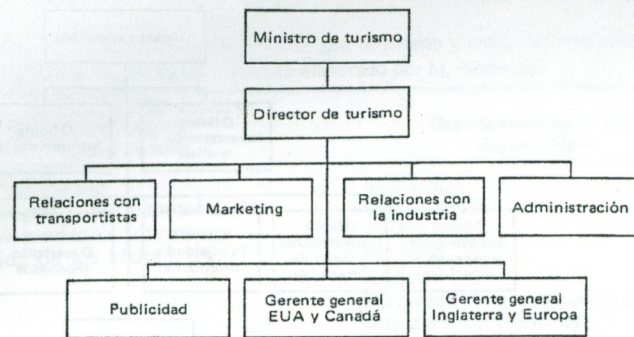 Ministro de turismo
Director de turismo
Relaciones con
transportistas
Marketing
Relaciones con
la industria
Administración
Publicidad
Gerente general
EUA y Canadá
Gerente general
Inglaterra y Europa